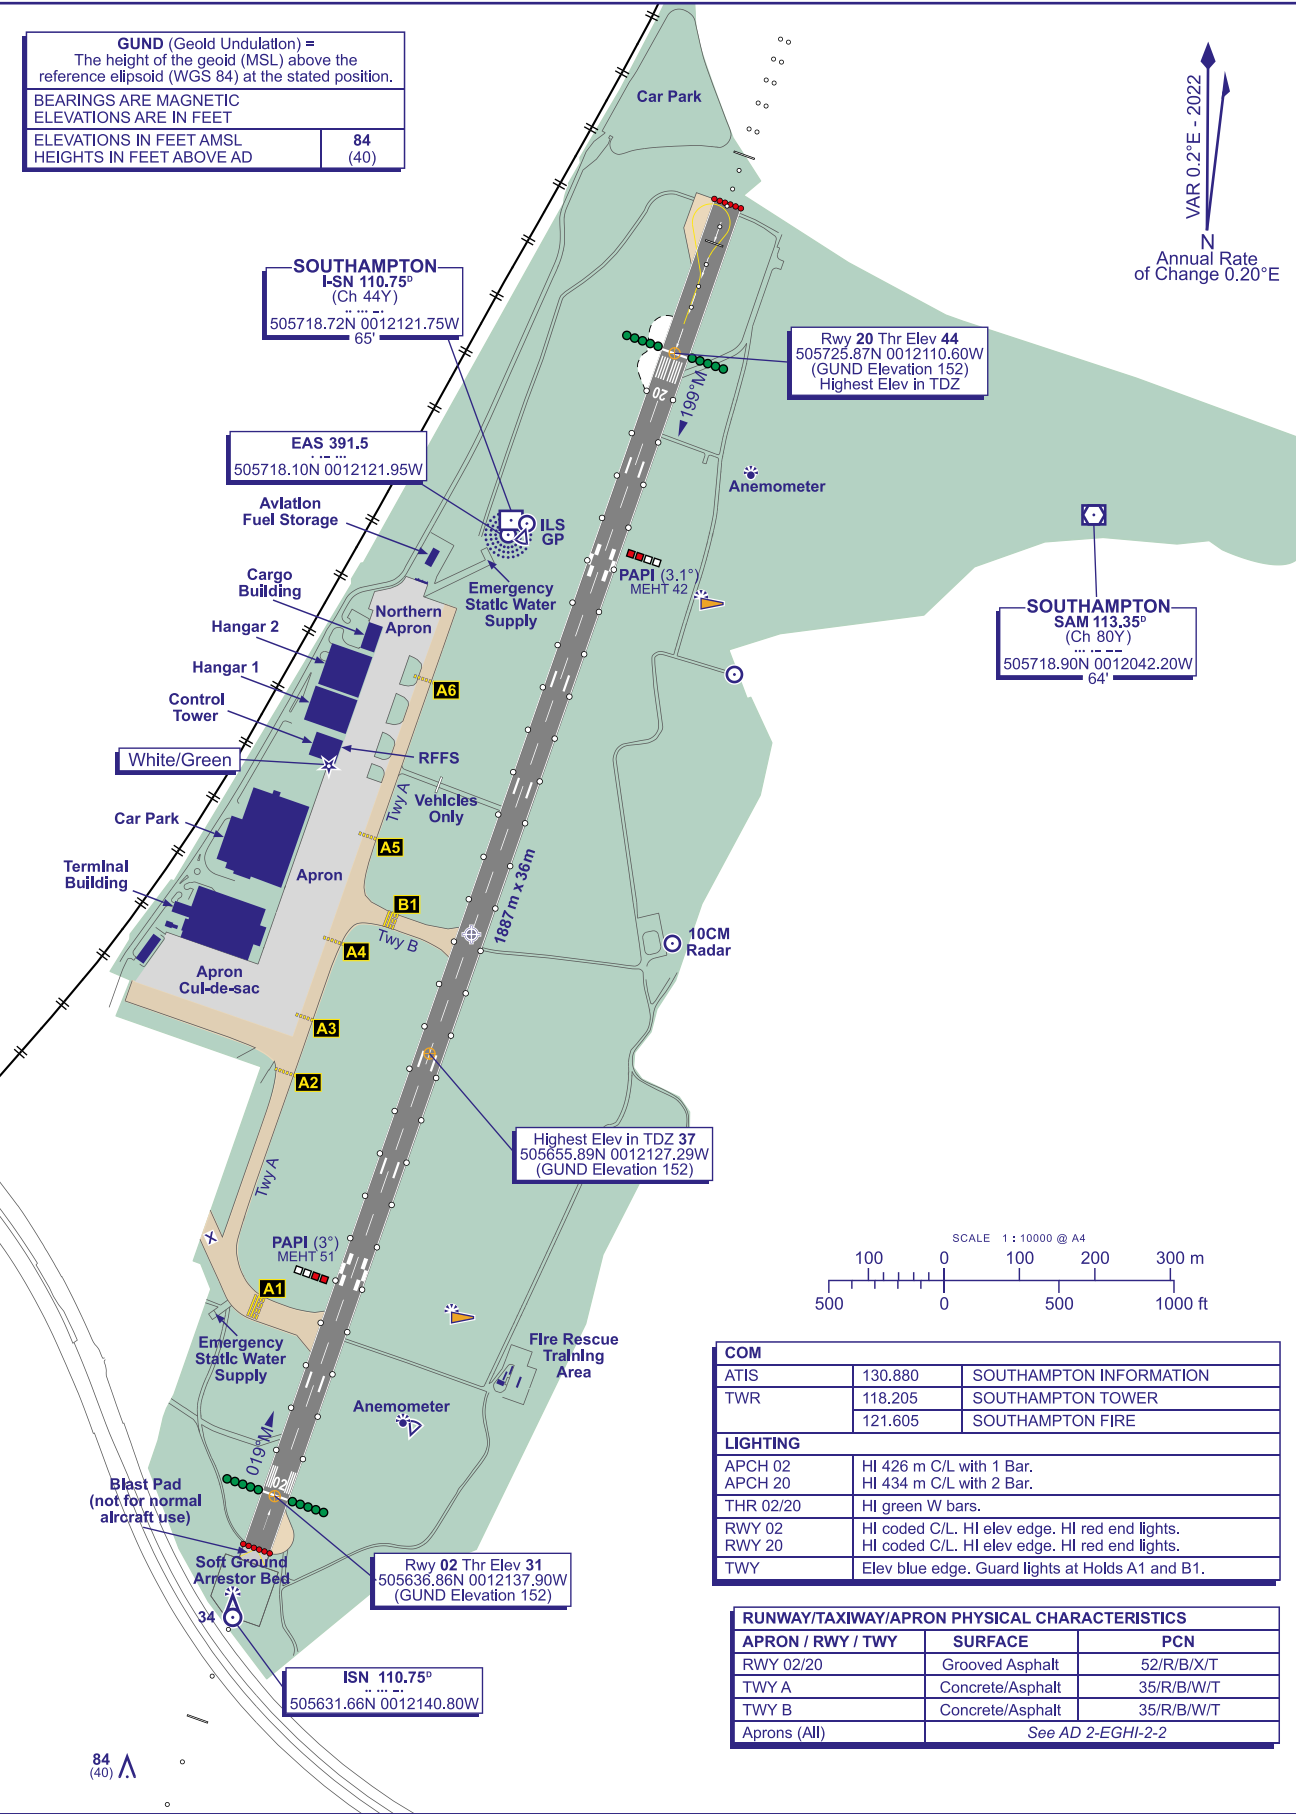 GUND (Geoid Undulation) =
The height of the geoid (MSL) above the
reference elipsoid (WGS 84) at the stated position.
BEARINGS ARE MAGNETIC
ELEVATIONS ARE IN FEET
ELEVATIONS IN FEET AMSL 84
HEIGHTS IN FEET ABOVE AD (40)
Car Park
VAR 0.2°E - 2022
N
Annual Rate
of Change 0.20°E
SOUTHAMPTON
I-SN 110.75ᴰ
(Ch 44Y)
505718.72N 0012121.75W
65'
Rwy 20 Thr Elev 44
505725.87N 0012110.60W
(GUND Elevation 152)
Highest Elev in TDZ
20
199°M
EAS 391.5
505718.10N 0012121.95W
Aviation
Fuel Storage
ILS
GP
Anemometer
PAPI (3.1°)
MEHT 42
Emergency
Static Water
Supply
Cargo
Building
Northern
Apron
Hangar 2
Hangar 1
Control
Tower
White/Green
RFFS
A6
SOUTHAMPTON
SAM 113.35ᴰ
(Ch 80Y)
505718.90N 0012042.20W
64'
Twy A
Vehicles
Only
Car Park
A5
Terminal
Building
Apron
1887m x 36m
B1
Twy B
A4
10CM
Radar
Apron
Cul-de-sac
A3
A2
Highest Elev in TDZ 37
505655.89N 0012127.29W
(GUND Elevation 152)
Twy A
X
PAPI (3°)
MEHT 51
A1
Emergency
Static Water
Supply
Fire Rescue
Training
Area
Anemometer
019°M
02
Blast Pad
(not for normal
aircraft use)
Soft Ground
Arrestor Bed
34
Rwy 02 Thr Elev 31
505636.86N 0012137.90W
(GUND Elevation 152)
ISN 110.75ᴰ
505631.66N 0012140.80W
84
(40)
SCALE 1 : 10000 @ A4
100 0 100 200 300 m
500 0 500 1000 ft
COM
ATIS 130.880 SOUTHAMPTON INFORMATION
TWR 118.205 SOUTHAMPTON TOWER
121.605 SOUTHAMPTON FIRE
LIGHTING
APCH 02 HI 426 m C/L with 1 Bar.
APCH 20 HI 434 m C/L with 2 Bar.
THR 02/20 HI green W bars.
RWY 02 HI coded C/L. HI elev edge. HI red end lights.
RWY 20 HI coded C/L. HI elev edge. HI red end lights.
TWY Elev blue edge. Guard lights at Holds A1 and B1.
RUNWAY/TAXIWAY/APRON PHYSICAL CHARACTERISTICS
APRON / RWY / TWY SURFACE PCN
RWY 02/20 Grooved Asphalt 52/R/B/X/T
TWY A Concrete/Asphalt 35/R/B/W/T
TWY B Concrete/Asphalt 35/R/B/W/T
Aprons (All) See AD 2-EGHI-2-2